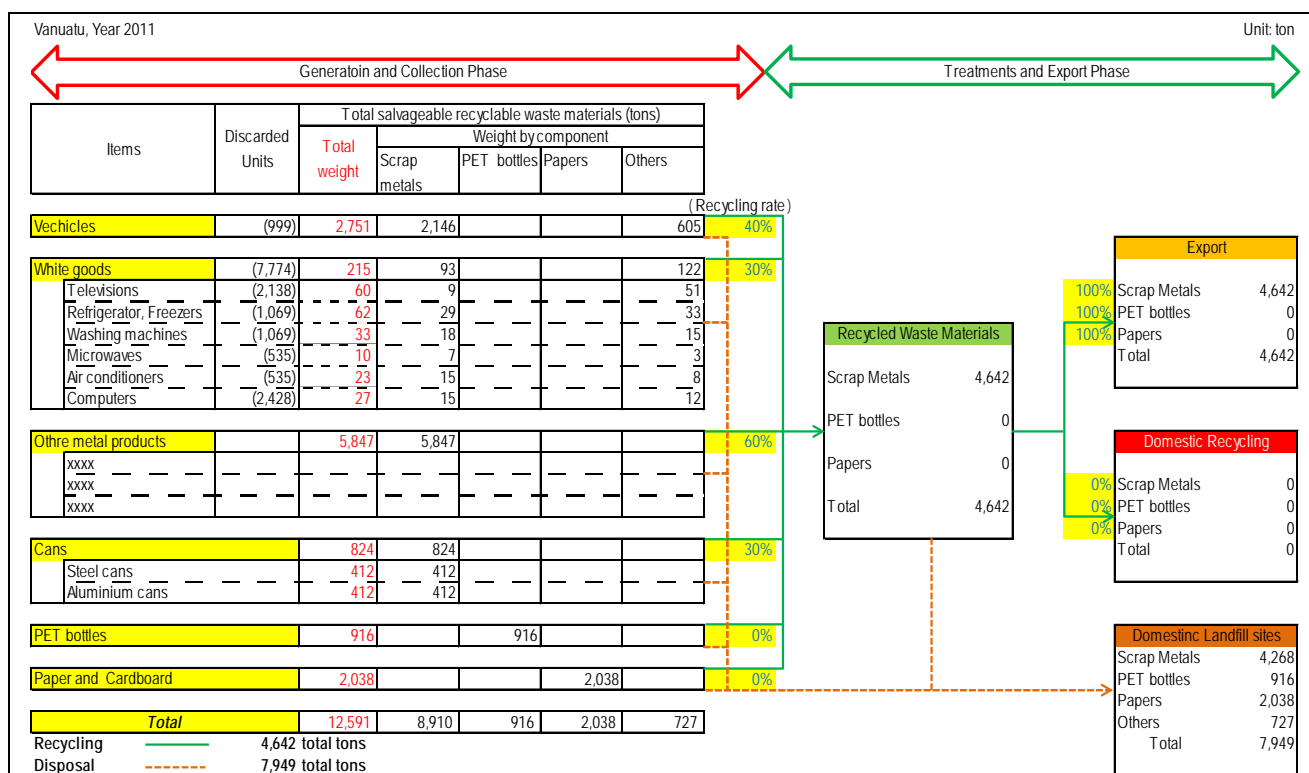 Vanuatu, Year 2011 Unit: ton
Generatoin and Collection Phase Treatments and Export Phase
Items Discarded Units Total salvageable recyclable waste materials (tons)
Total weight Weight by component
Scrap metals PET bottles Papers Others
(Recycling rate)
Vechicles (999) 2,751 2,146 605 40%
White goods (7,774) 215 93 122 30%
Televisions (2,138) 60 9 51
Refrigerator, Freezers (1,069) 62 29 33
Washing machines (1,069) 33 18 15
Microwaves (535) 10 7 3
Air conditioners (535) 23 15 8
Computers (2,428) 27 15 12
Othre metal products 5,847 5,847 60%
xxxx
xxxx
xxxx
Cans 824 824 30%
Steel cans 412 412
Aluminium cans 412 412
PET bottles 916 916 0%
Paper and Cardboard 2,038 2,038 0%
Total 12,591 8,910 916 2,038 727
Recycling 4,642 total tons
Disposal 7,949 total tons
Recycled Waste Materials
Scrap Metals 4,642
PET bottles 0
Papers 0
Total 4,642
Export
100% Scrap Metals 4,642
100% PET bottles 0
100% Papers 0
Total 4,642
Domestic Recycling
0% Scrap Metals 0
0% PET bottles 0
0% Papers 0
Total 0
Domestinc Landfill sites
Scrap Metals 4,268
PET bottles 916
Papers 2,038
Others 727
Total 7,949